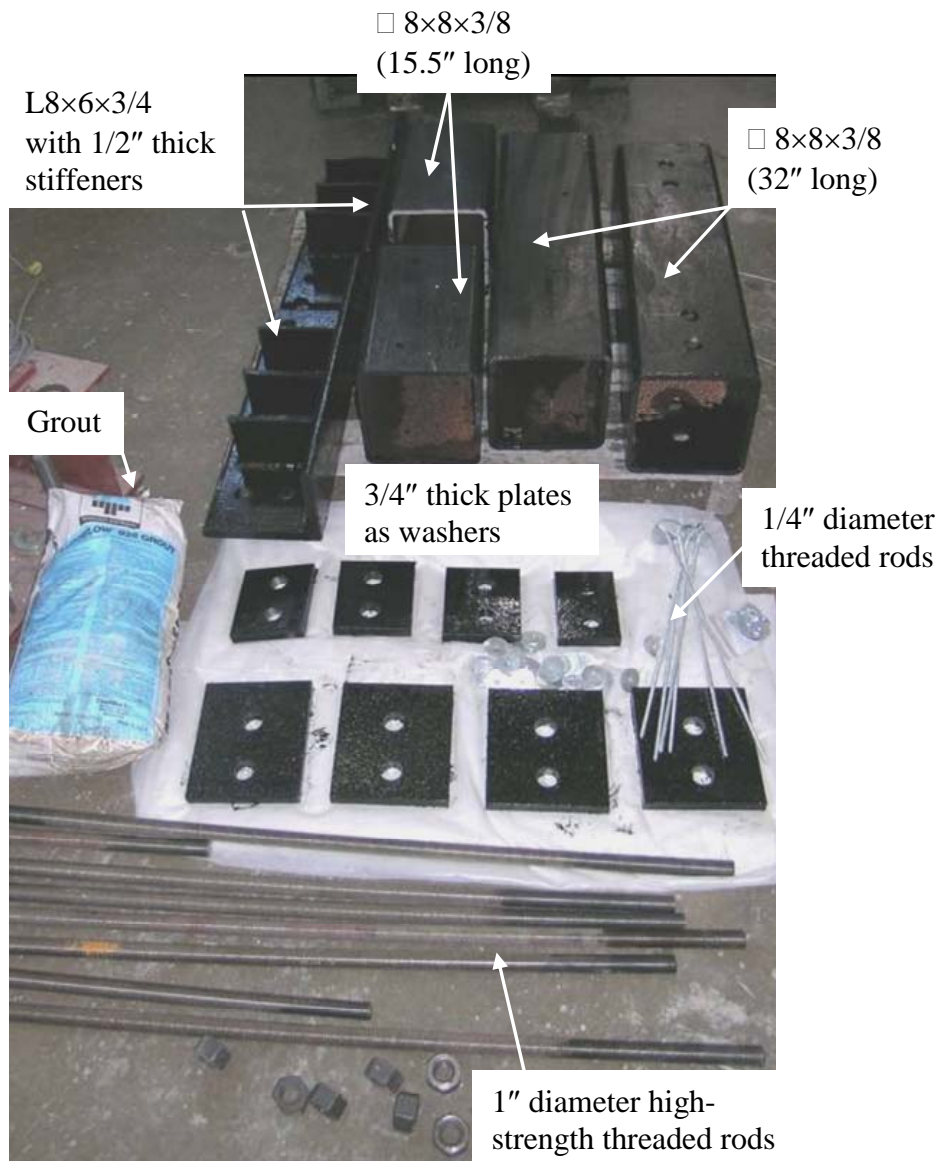 □ 8×8×3/8
(15.5″ long)
L8×6×3/4
with 1/2″ thick
stiffeners
□ 8×8×3/8
(32″ long)
Grout
3/4″ thick plates
as washers
1/4″ diameter
threaded rods
GROUT
1″ diameter high-
strength threaded rods